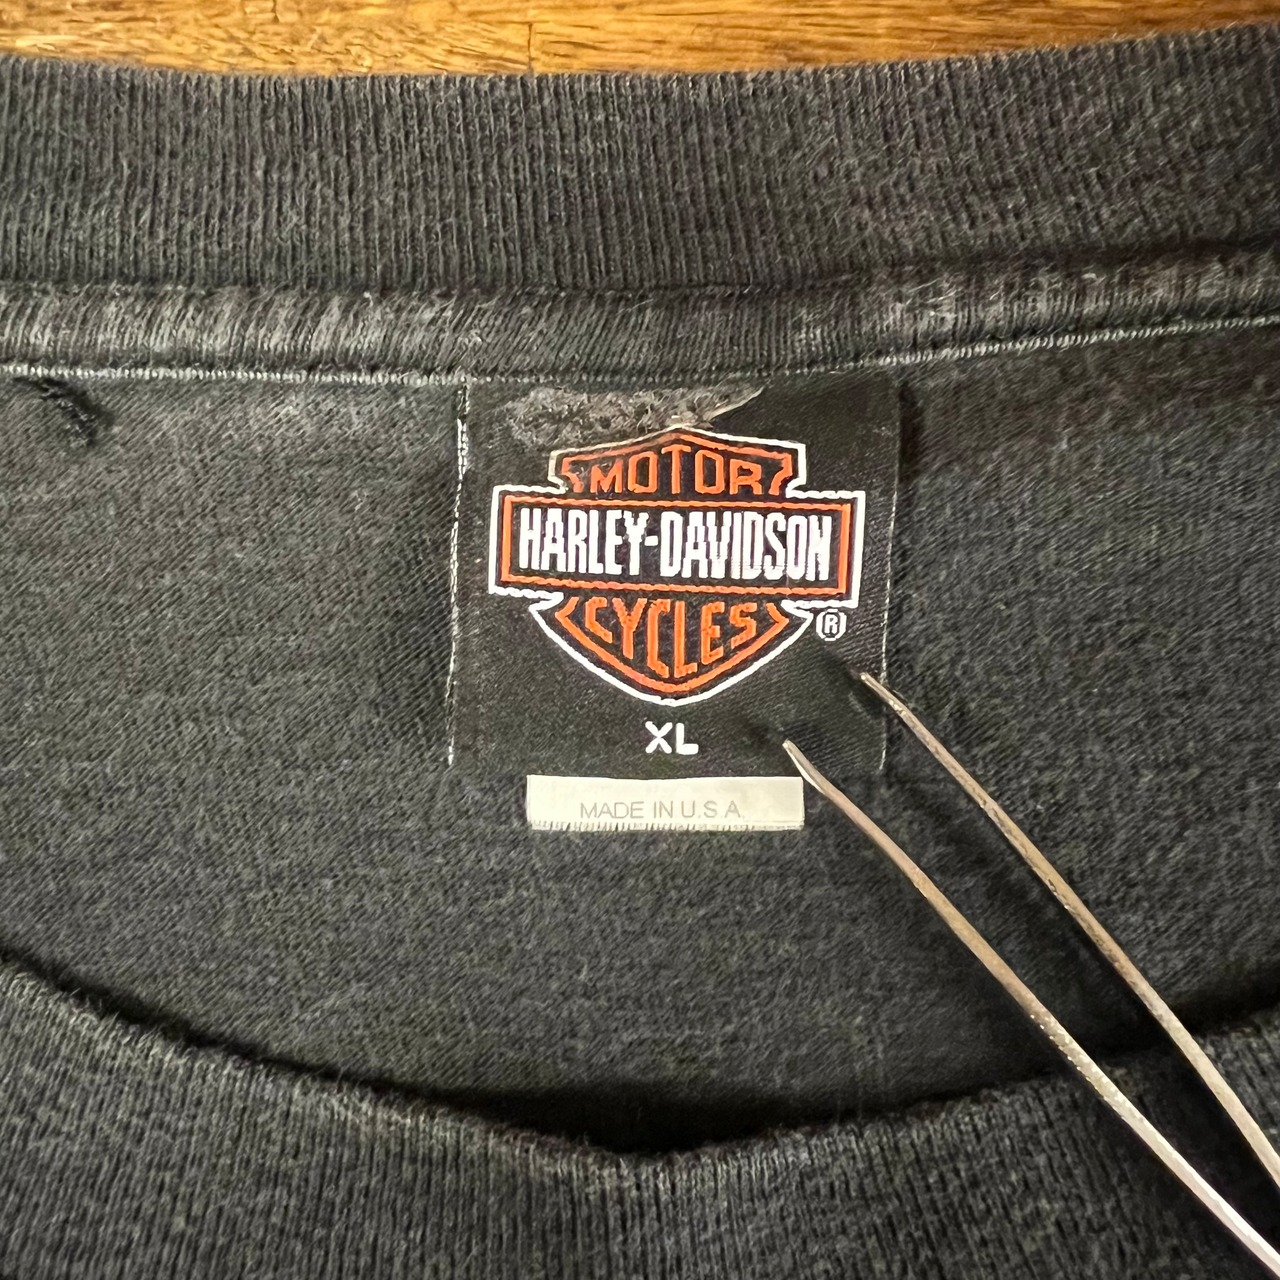 MOTOR
HARLEY-DAVIDSON
CYCLES
®
XL
MADE IN U.S.A.